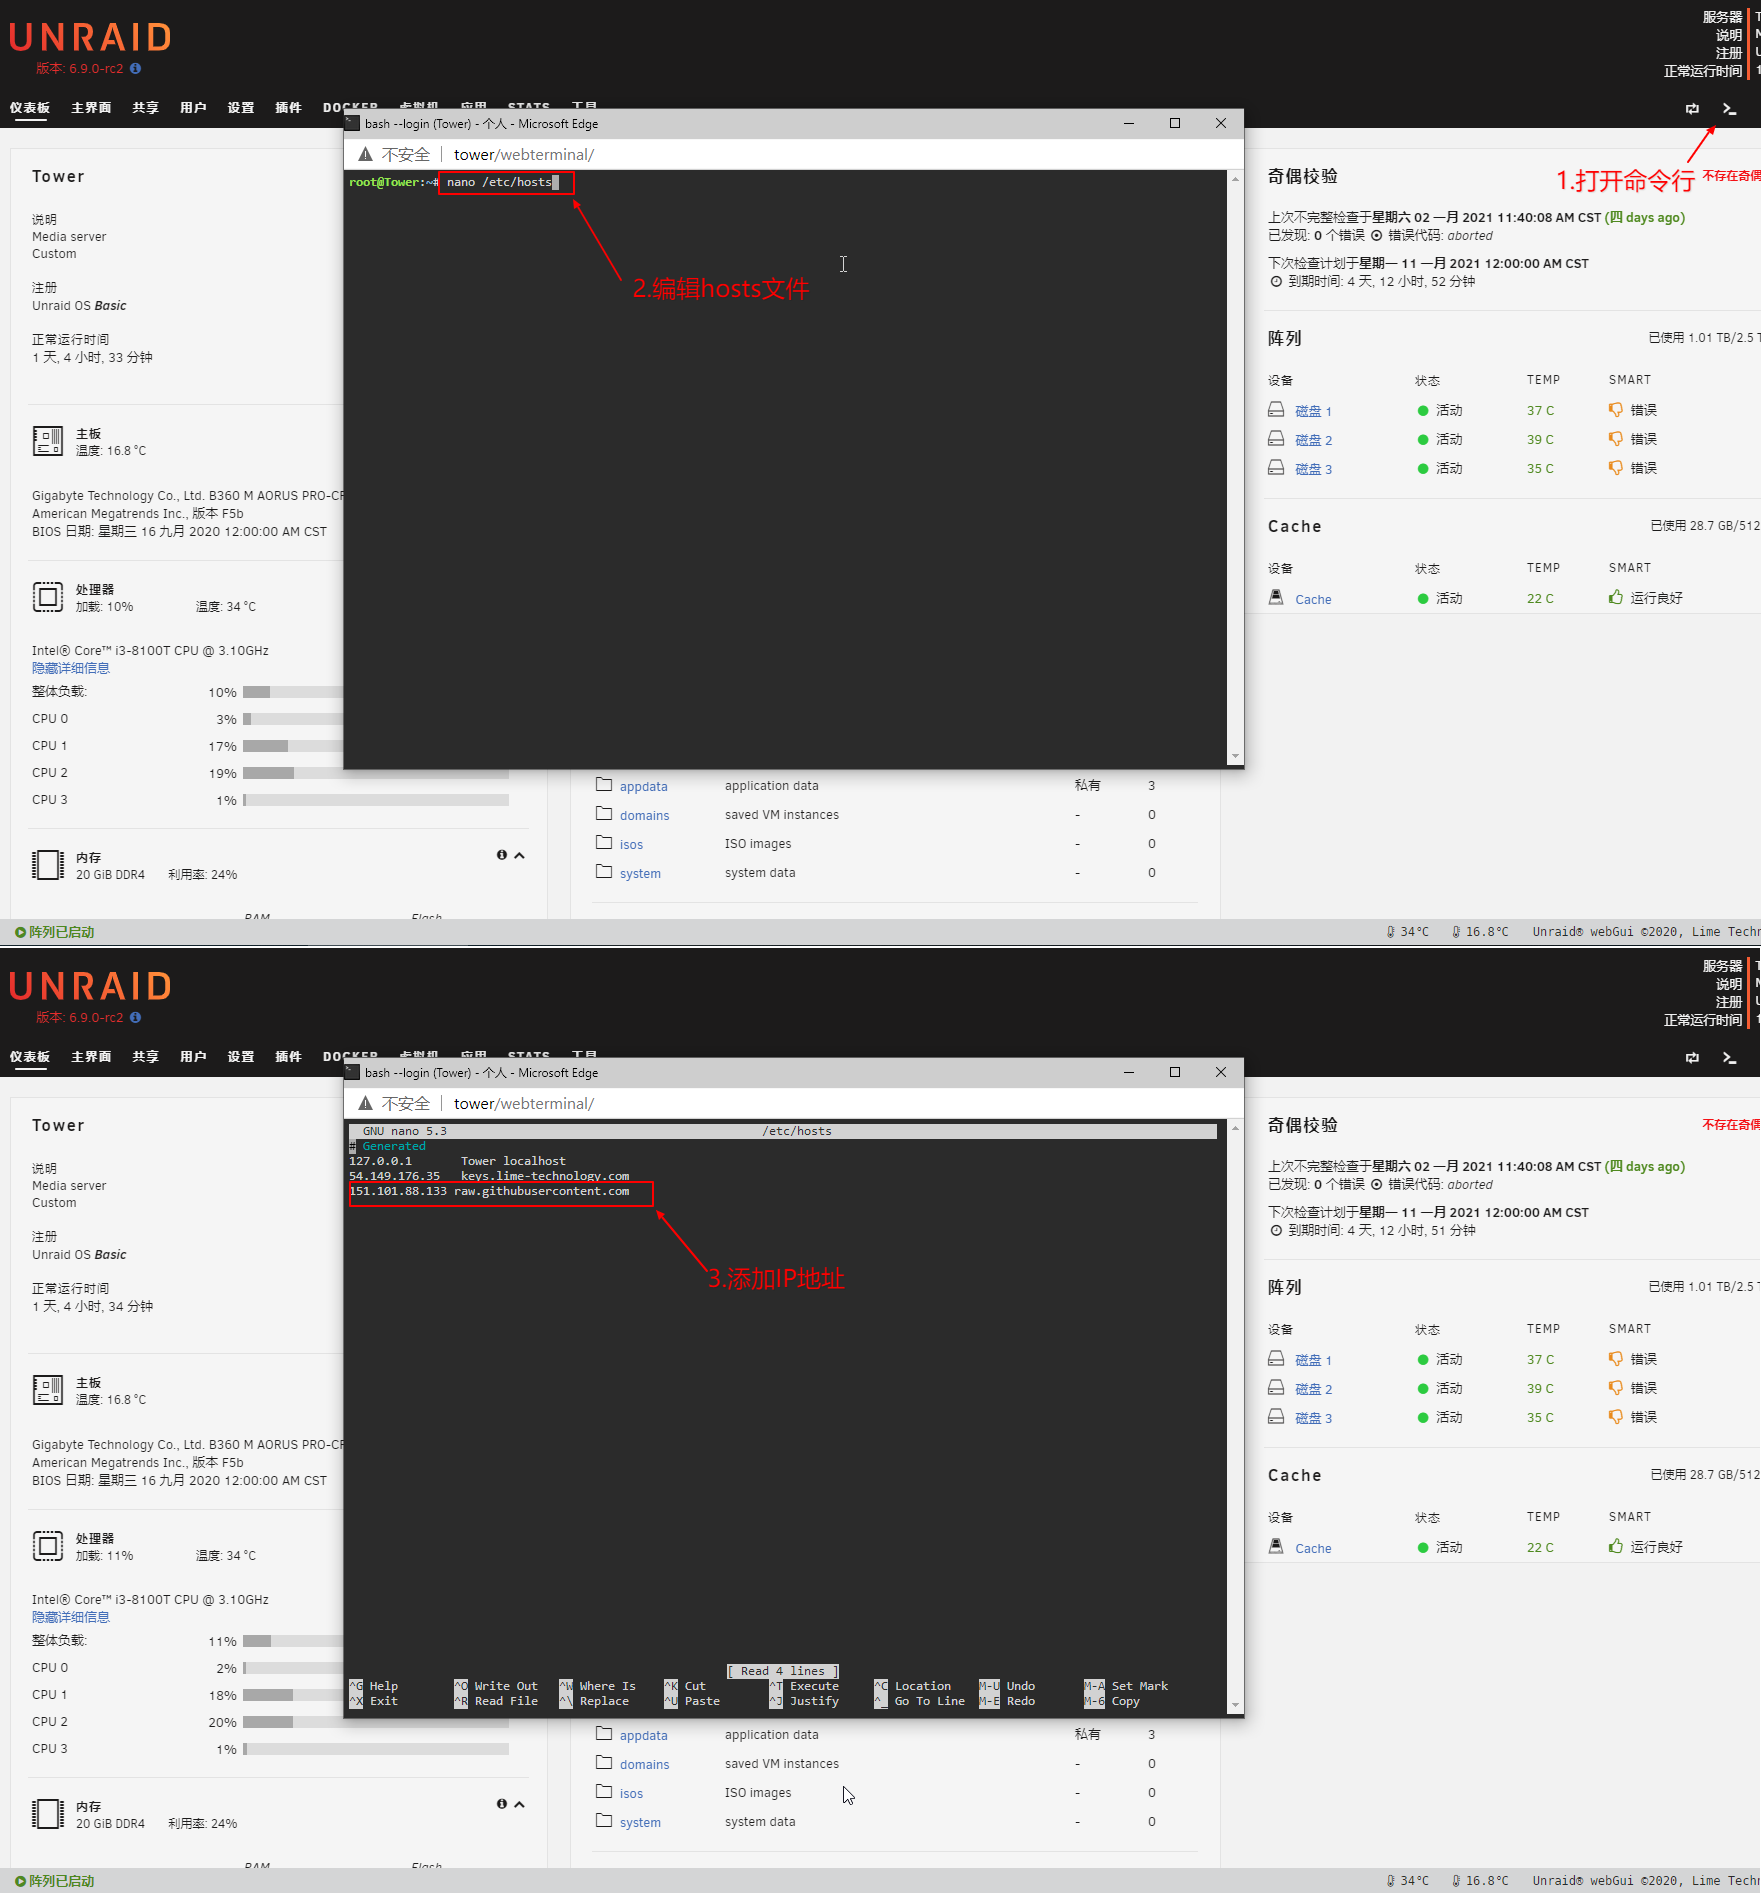 UNRAID
版本: 6.9.0-rc2
服务器
说明
注册
正常运行时间
仪表板 主界面 共享 用户 设置 插件 DOCKER 虚拟机 应用 STATS 工具
bash --login (Tower) - 个人 - Microsoft Edge
不安全 | tower/webterminal/
root@Tower:~# nano /etc/hosts
1.打开命令行
2.编辑hosts文件
Tower
说明
Media server
Custom
注册
Unraid OS Basic
正常运行时间
1 天, 4 小时, 33 分钟
主板
温度: 16.8 °C
Gigabyte Technology Co., Ltd. B360 M AORUS PRO-CF
American Megatrends Inc., 版本 F5b
BIOS 日期: 星期三 16 九月 2020 12:00:00 AM CST
处理器
加载: 10% 温度: 34 °C
Intel® Core™ i3-8100T CPU @ 3.10GHz
隐藏详细信息
整体负载: 10%
CPU 0 3%
CPU 1 17%
CPU 2 19%
CPU 3 1%
内存
20 GiB DDR4 利用率: 24%
RAM Flash
appdata application data 私有 3
domains saved VM instances - 0
isos ISO images - 0
system system data - 0
奇偶校验 不存在奇偶
上次不完整检查于星期六 02 一月 2021 11:40:08 AM CST (四 days ago)
已发现: 0 个错误 错误代码: aborted
下次检查计划于星期一 11 一月 2021 12:00:00 AM CST
到期时间: 4 天, 12 小时, 52 分钟
阵列 已使用 1.01 TB/2.5 T
设备 状态 TEMP SMART
磁盘 1 活动 37 C 错误
磁盘 2 活动 39 C 错误
磁盘 3 活动 35 C 错误
Cache 已使用 28.7 GB/512
设备 状态 TEMP SMART
Cache 活动 22 C 运行良好
阵列已启动 34°C 16.8°C Unraid® webGui ©2020, Lime Techn
UNRAID
版本: 6.9.0-rc2
服务器
说明
注册
正常运行时间
仪表板 主界面 共享 用户 设置 插件 DOCKER 虚拟机 应用 STATS 工具
bash --login (Tower) - 个人 - Microsoft Edge
不安全 | tower/webterminal/
GNU nano 5.3 /etc/hosts
# Generated
127.0.0.1 Tower localhost
54.149.176.35 keys.lime-technology.com
151.101.88.133 raw.githubusercontent.com
3.添加IP地址
[ Read 4 lines ]
^G Help ^O Write Out ^W Where Is ^K Cut ^T Execute ^C Location M-U Undo M-A Set Mark
^X Exit ^R Read File ^\ Replace ^U Paste ^J Justify ^_ Go To Line M-E Redo M-6 Copy
Tower
说明
Media server
Custom
注册
Unraid OS Basic
正常运行时间
1 天, 4 小时, 34 分钟
主板
温度: 16.8 °C
Gigabyte Technology Co., Ltd. B360 M AORUS PRO-CF
American Megatrends Inc., 版本 F5b
BIOS 日期: 星期三 16 九月 2020 12:00:00 AM CST
处理器
加载: 11% 温度: 34 °C
Intel® Core™ i3-8100T CPU @ 3.10GHz
隐藏详细信息
整体负载: 11%
CPU 0 2%
CPU 1 18%
CPU 2 20%
CPU 3 1%
内存
20 GiB DDR4 利用率: 24%
RAM Flash
appdata application data 私有 3
domains saved VM instances - 0
isos ISO images - 0
system system data - 0
奇偶校验 不存在奇偶
上次不完整检查于星期六 02 一月 2021 11:40:08 AM CST (四 days ago)
已发现: 0 个错误 错误代码: aborted
下次检查计划于星期一 11 一月 2021 12:00:00 AM CST
到期时间: 4 天, 12 小时, 51 分钟
阵列 已使用 1.01 TB/2.5 T
设备 状态 TEMP SMART
磁盘 1 活动 37 C 错误
磁盘 2 活动 39 C 错误
磁盘 3 活动 35 C 错误
Cache 已使用 28.7 GB/512
设备 状态 TEMP SMART
Cache 活动 22 C 运行良好
阵列已启动 34°C 16.8°C Unraid® webGui ©2020, Lime Techn